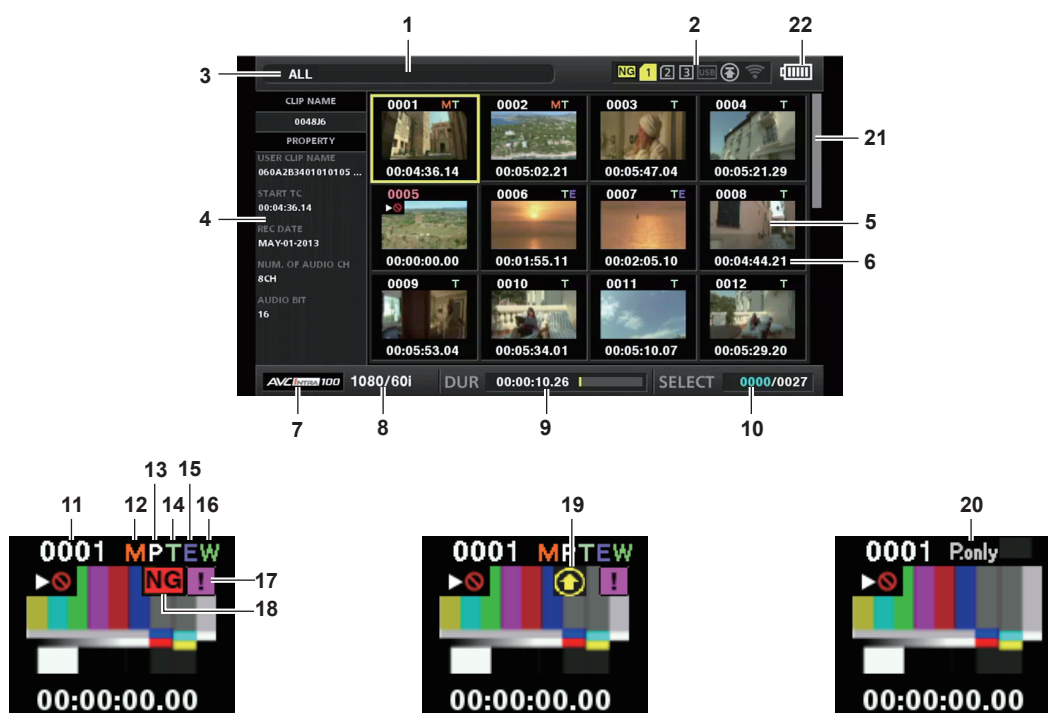 1 2 22
3 ALL NG 1 2 3 USB
CLIP NAME
0048J6
PROPERTY
USER CLIP NAME
060A2B3401010105 ...
START TC
00:04:36.14
REC DATE
MAY-01-2013
NUM. OF AUDIO CH
8CH
AUDIO BIT
16
4
0001 MT 0002 MT 0003 T 0004 T
00:04:36.14 00:05:02.21 00:05:47.04 00:05:21.29
21
0005 0006 TE 0007 TE 0008 T
5
00:00:00.00 00:01:55.11 00:02:05.10 00:04:44.21 6
0009 T 0010 T 0011 T 0012 T
00:05:53.04 00:05:34.01 00:05:10.07 00:05:29.20
AVC INTRA 100 1080/60i DUR 00:00:10.26 SELECT 0000/0027
7 8 9 10
13 15
11 12 14 16 19 20
0001 MPTEW
NG ! 17
18
00:00:00.00
0001 MPTEW
!
00:00:00.00
0001 P.only
00:00:00.00